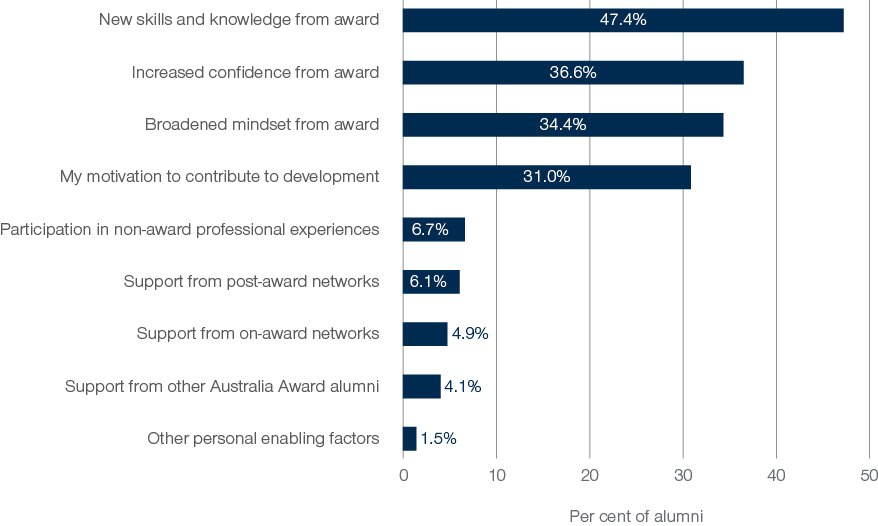 New skills and knowledge from award 47.4%
Increased confidence from award 36.6%
Broadened mindset from award 34.4%
My motivation to contribute to development 31.0%
Participation in non-award professional experiences 6.7%
Support from post-award networks 6.1%
Support from on-award networks 4.9%
Support from other Australia Award alumni 4.1%
Other personal enabling factors 1.5%
0 10 20 30 40 50
Per cent of alumni